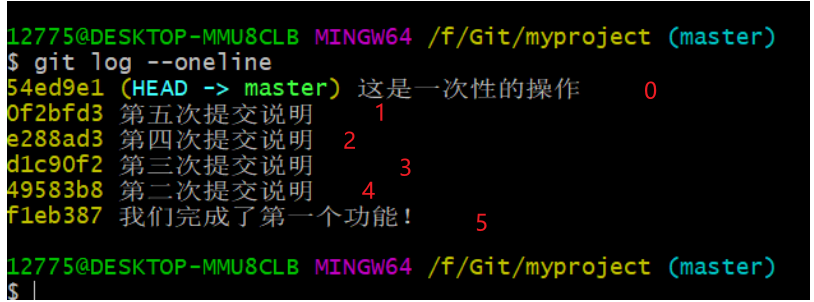 12775@DESKTOP-MMU8CLB MINGW64 /f/Git/myproject (master)
$ git log --oneline
54ed9e1 (HEAD -> master) 这是一次性的操作 0
0f2bfd3 第五次提交说明 1
e288ad3 第四次提交说明 2
d1c90f2 第三次提交说明 3
49583b8 第二次提交说明 4
f1eb387 我们完成了第一个功能! 5
12775@DESKTOP-MMU8CLB MINGW64 /f/Git/myproject (master)
$